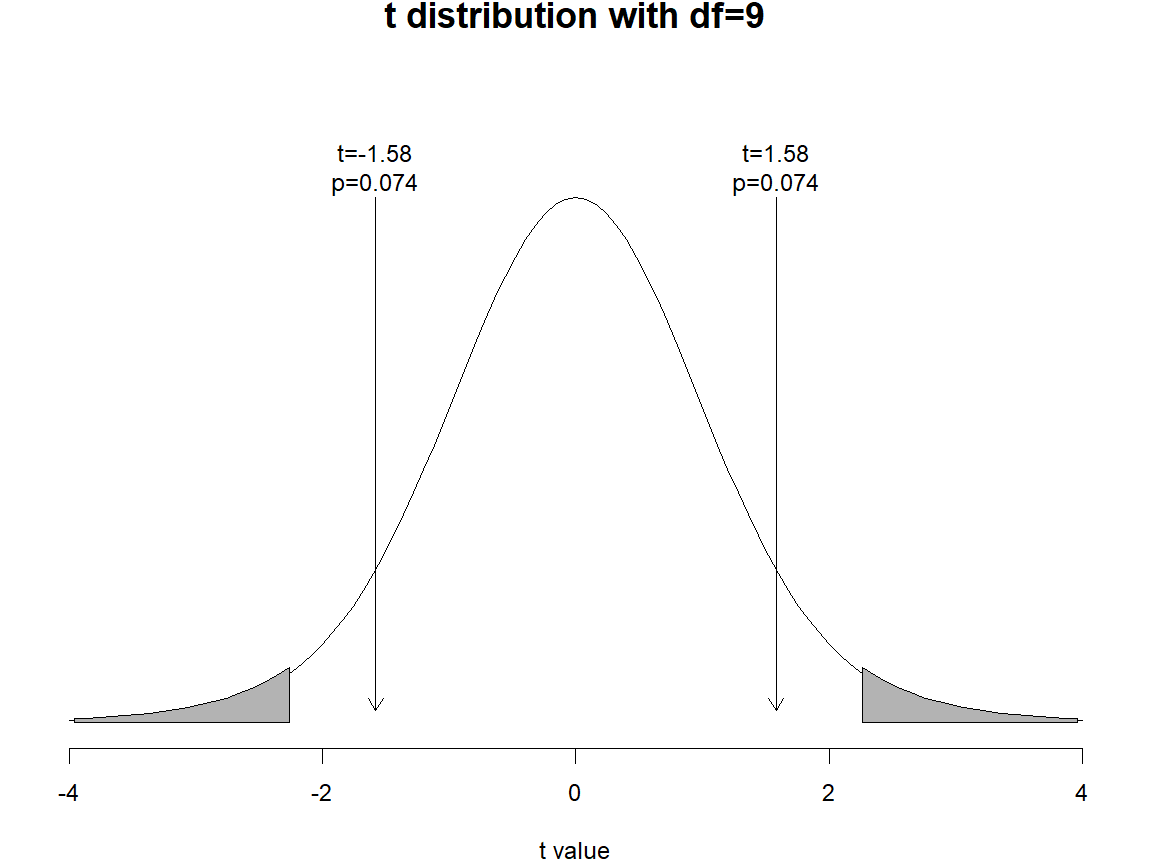 t distribution with df=9
t=-1.58
p=0.074
t=1.58
p=0.074
-4
-2
0
2
4
t value